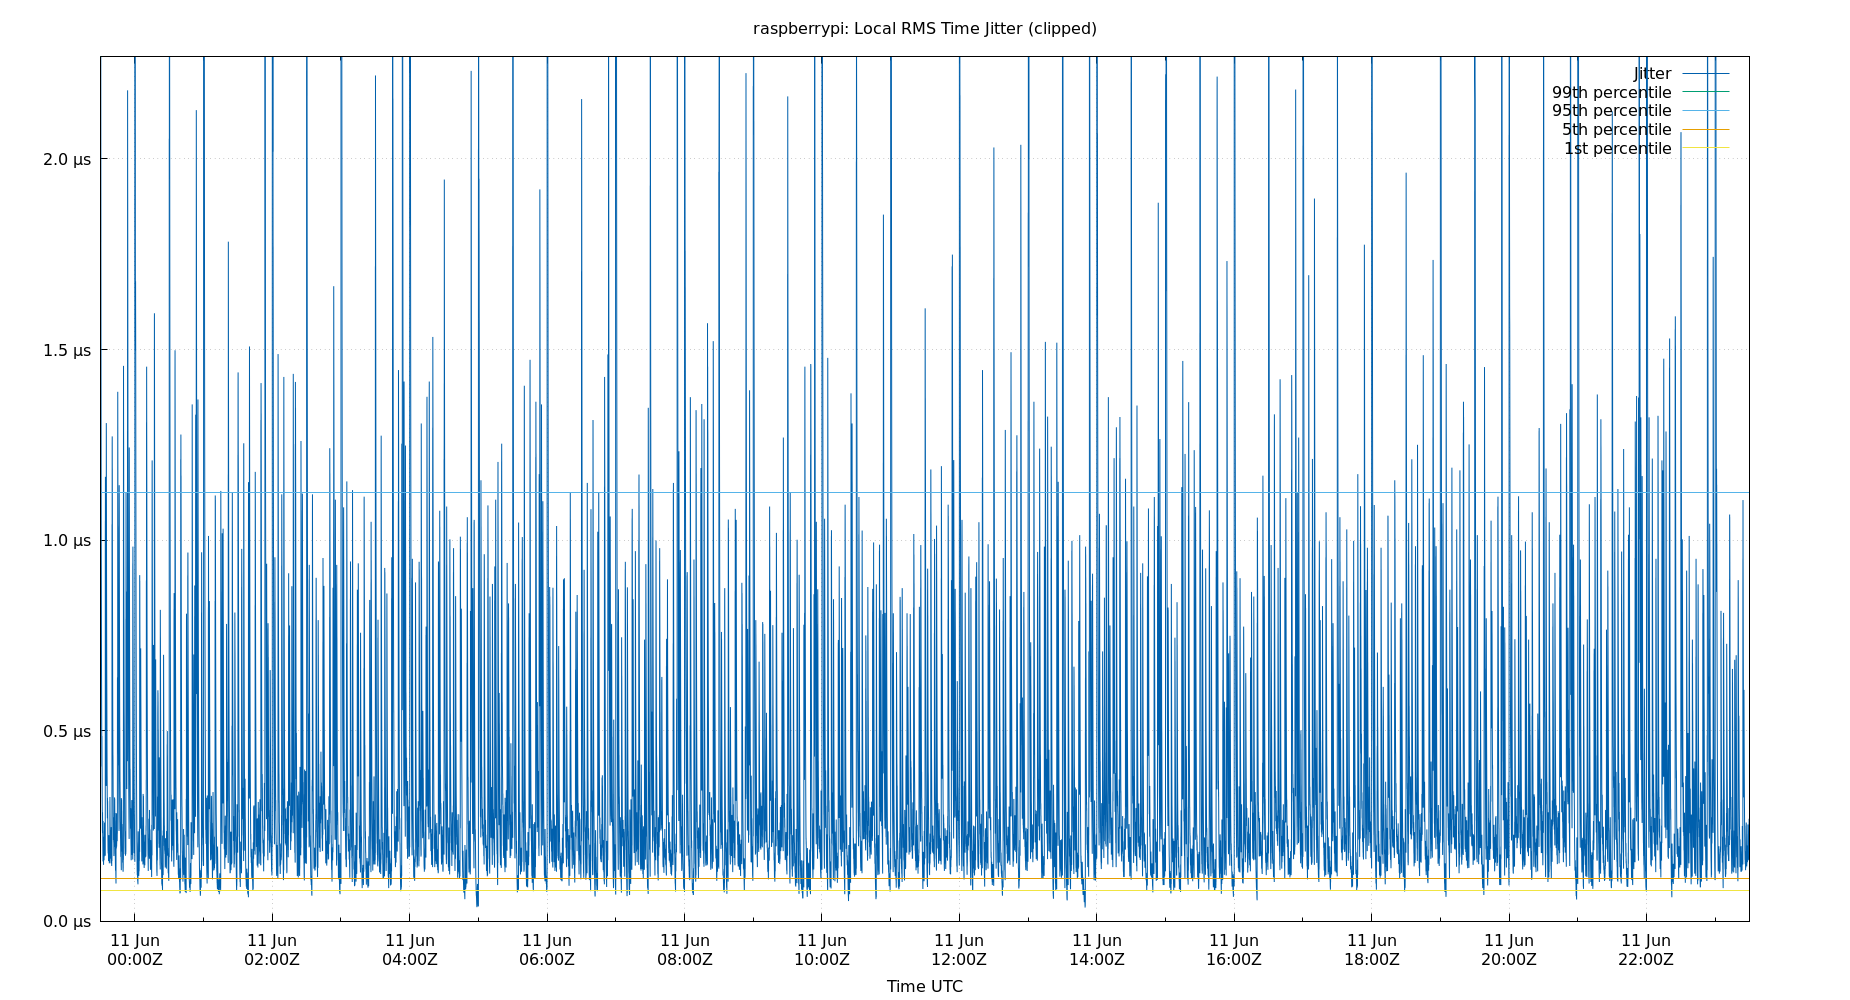 raspberrypi: Local RMS Time Jitter (clipped)
Jitter
99th percentile
95th percentile
5th percentile
1st percentile
2.0 μs
1.5 μs
1.0 μs
0.5 μs
0.0 μs
11 Jun 11 Jun 11 Jun 11 Jun 11 Jun 11 Jun 11 Jun 11 Jun 11 Jun 11 Jun 11 Jun 11 Jun
00:00Z 02:00Z 04:00Z 06:00Z 08:00Z 10:00Z 12:00Z 14:00Z 16:00Z 18:00Z 20:00Z 22:00Z
Time UTC